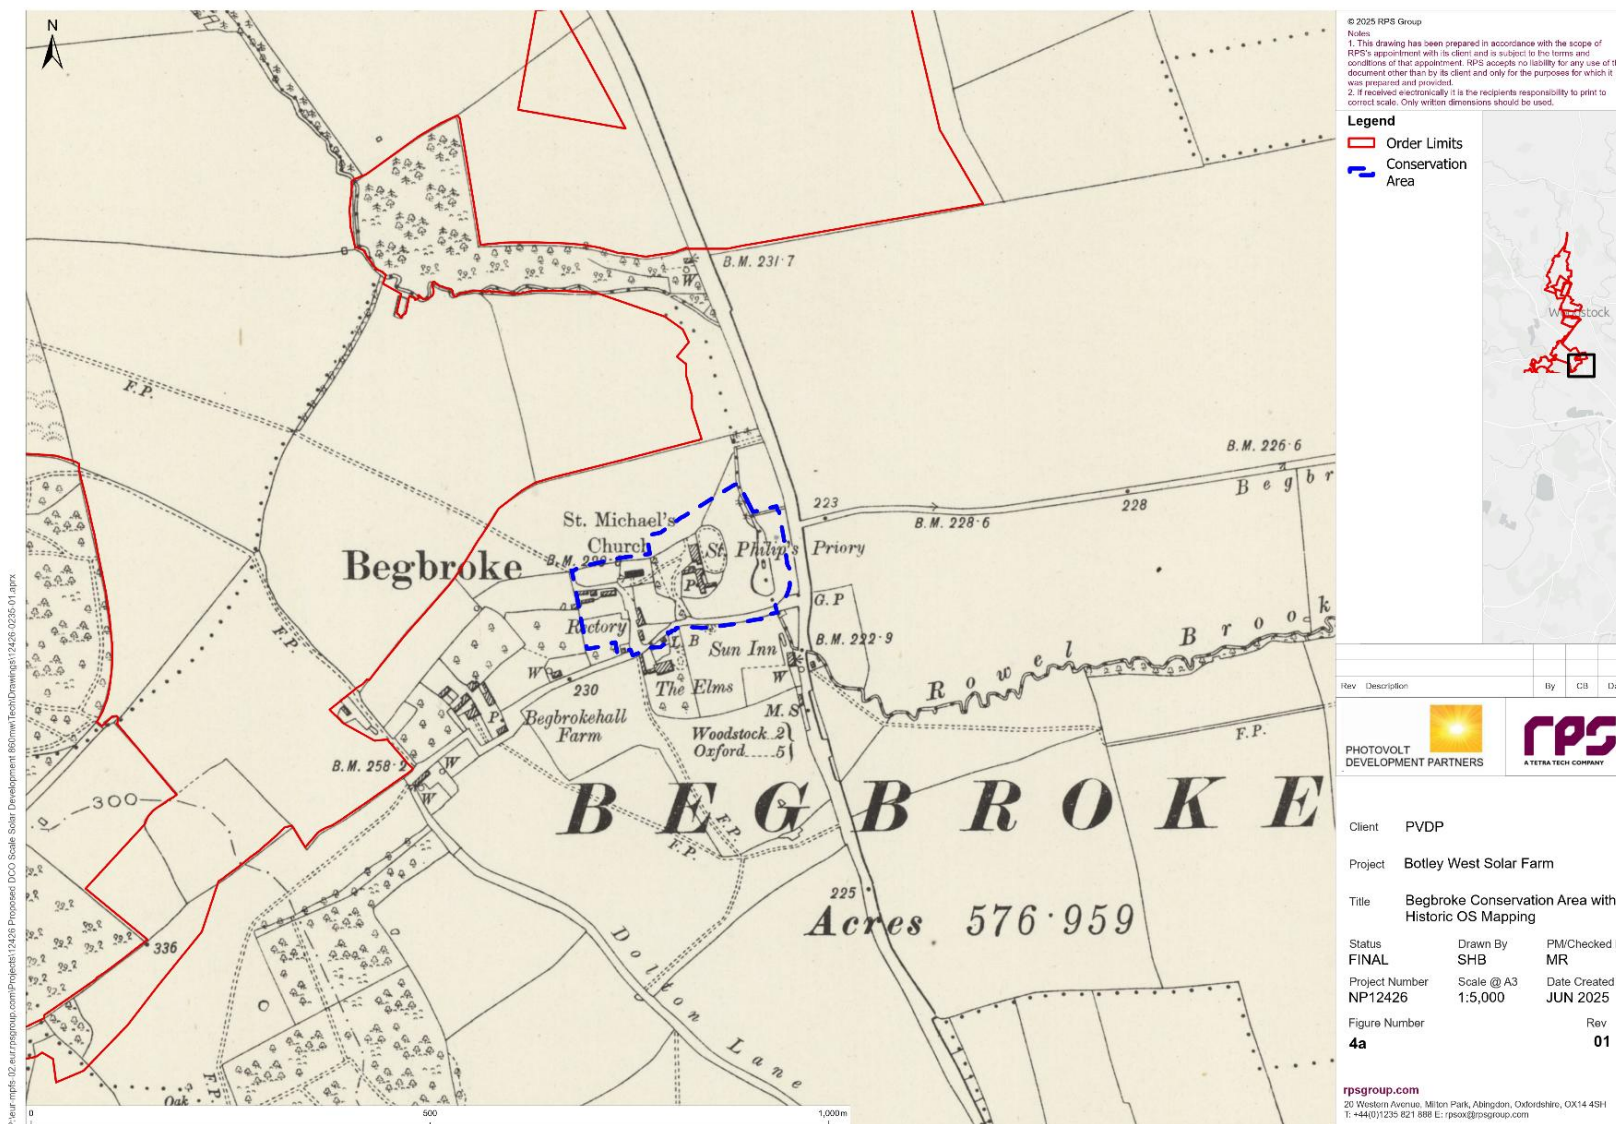 N
F.P.
B.M. 231·7
W
B.M. 226·6
Begbr
223
228
B.M. 228·6
St. Michael's
Church
St. Philip's Priory
Begbroke
G.P
F.P.
Rectory
P
L B
Sun Inn
B.M. 222·9
Rowel Brook
W
W
230
The Elms
M.S
P
Begbrokehall
Farm
Woodstock 2
Oxford 5
F.P.
B.M. 258·2
W
W
300
BEGBROKE
F.P.
F.P.
225
Acres 576·959
336
Dolton Lane
F.P.
Oak
0
500
1,000m
© 2025 RPS Group
Notes
1. This drawing has been prepared in accordance with the scope of
RPS's appointment with its client and is subject to the terms and
conditions of that appointment. RPS accepts no liability for any use of th
document other than by its client and only for the purposes for which it
was prepared and provided.
2. If received electronically it is the recipients responsibility to print to
correct scale. Only written dimensions should be used.
Legend
Order Limits
Conservation
Area
Woodstock
Rev Description By CB Da
PHOTOVOLT
DEVELOPMENT PARTNERS
rps
A TETRA TECH COMPANY
Client PVDP
Project Botley West Solar Farm
Title Begbroke Conservation Area with
Historic OS Mapping
Status Drawn By PM/Checked
FINAL SHB MR
Project Number Scale @ A3 Date Created
NP12426 1:5,000 JUN 2025
Figure Number Rev
4a 01
rpsgroup.com
20 Western Avenue, Milton Park, Abingdon, Oxfordshire, OX14 4SH
T: +44(0)1235 821 888 E: rpsox@rpsgroup.com